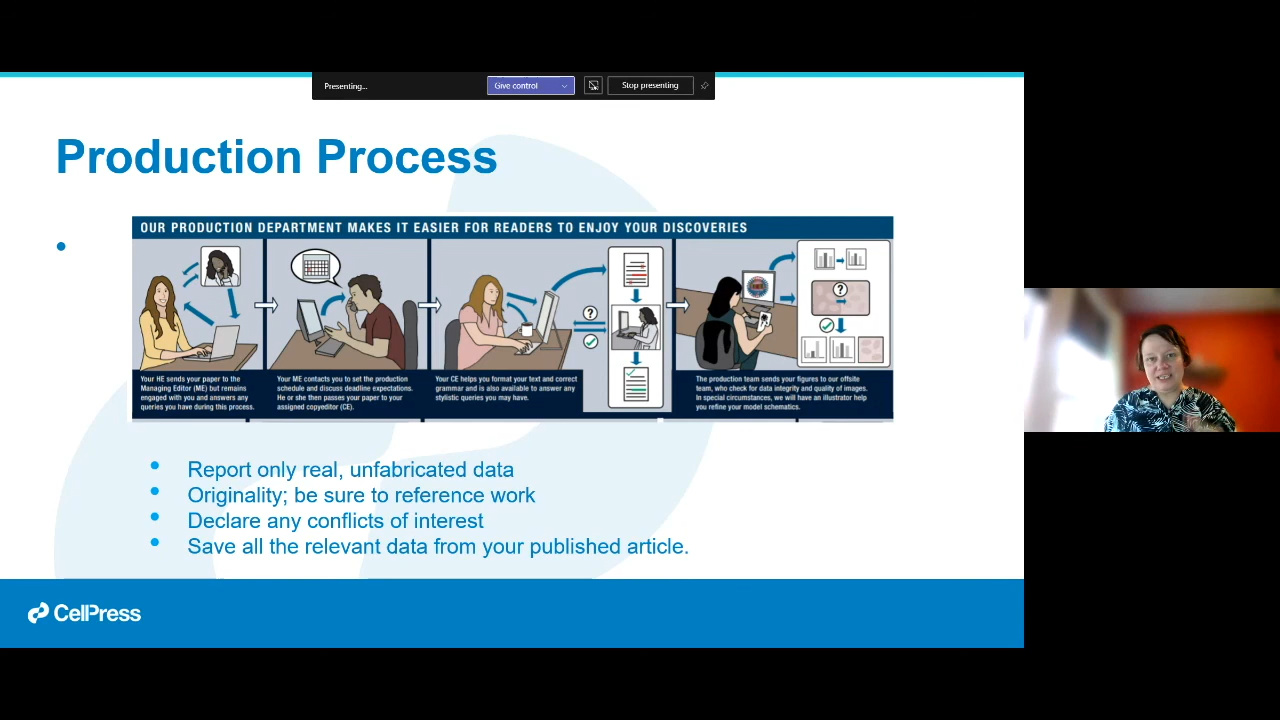 Presenting...
Give control
Stop presenting
Production Process
OUR PRODUCTION DEPARTMENT MAKES IT EASIER FOR READERS TO ENJOY YOUR DISCOVERIES
?
?
Your HE sends your paper to the
Managing Editor (ME) but remains
engaged with you and answers any
queries you have during this process.
Your ME contacts you to set the production
schedule and discuss deadline expectations.
He or she then passes your paper to your
assigned copyeditor (CE).
Your CE helps you format your text and correct
grammar and is also available to answer any
stylistic queries you may have.
The production team sends your figures to our offsite
team, who check for data integrity and quality of images.
In special circumstances, we will have an illustrator help
you refine your model schematics.
• Report only real, unfabricated data
• Originality; be sure to reference work
• Declare any conflicts of interest
• Save all the relevant data from your published article.
CellPress